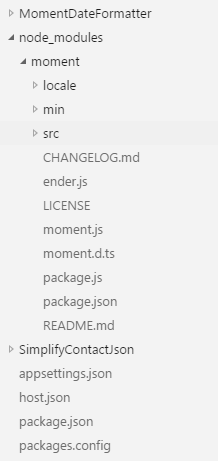 MomentDateFormatter
node_modules
moment
locale
min
src
CHANGELOG.md
ender.js
LICENSE
moment.js
moment.d.ts
package.js
package.json
README.md
SimplifyContactJson
appsettings.json
host.json
package.json
packages.config